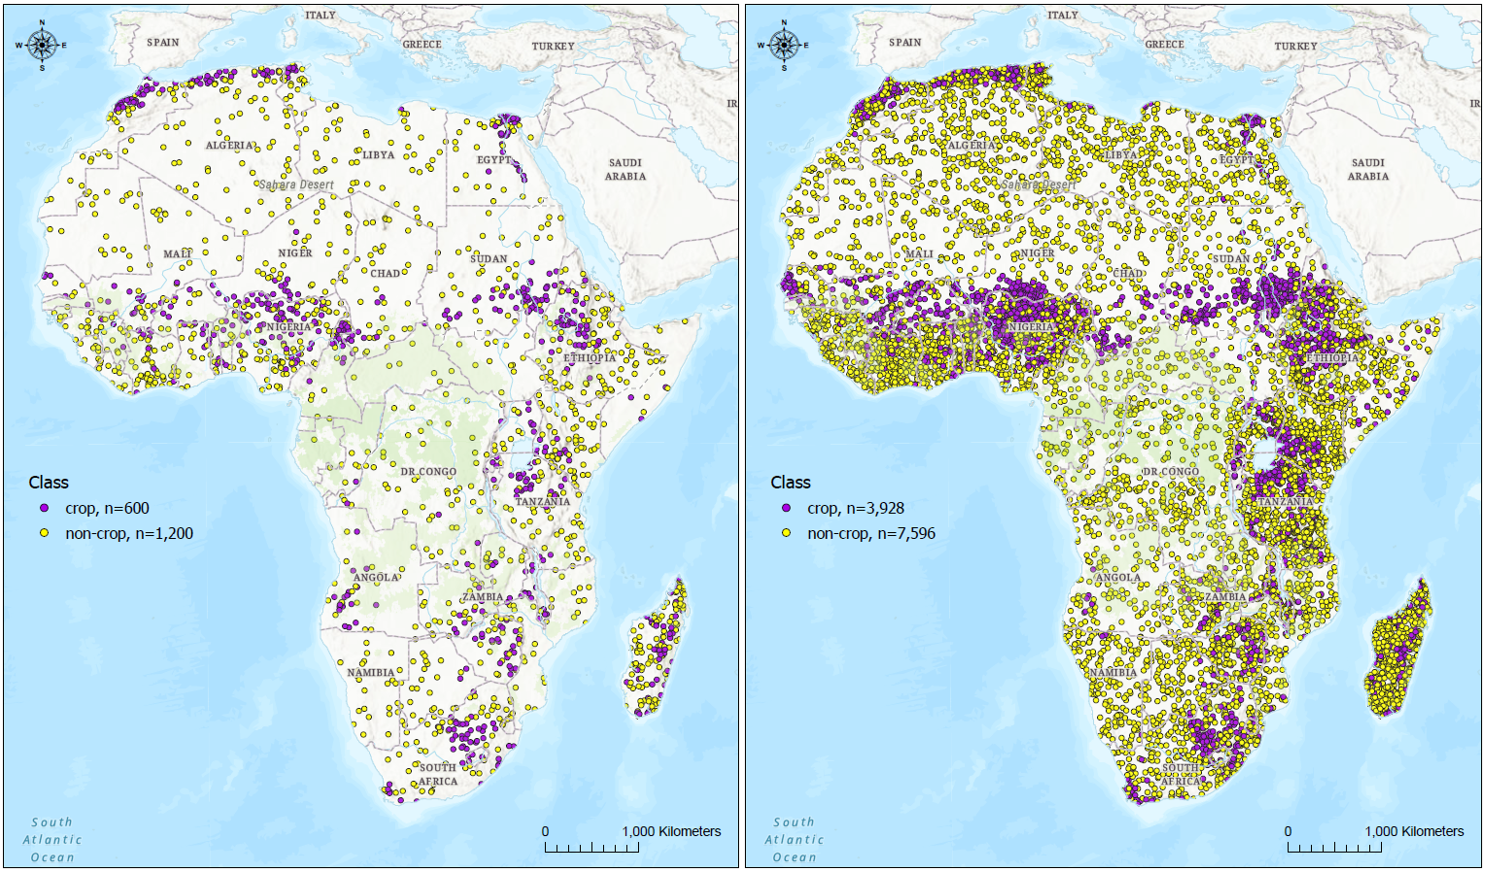 ITALY
N
W E
S
SPAIN
GREECE
TURKEY
IR
ALGERIA
LIBYA
EGYPT
SAUDI
ARABIA
Sahara Desert
MALI
NIGER
CHAD
SUDAN
NIGERIA
ETHIOPIA
DR CONGO
TANZANIA
Class
crop, n=600
non-crop, n=1,200
ANGOLA
ZAMBIA
NAMIBIA
SOUTH
AFRICA
South
Atlantic
Ocean
0 1,000 Kilometers
ITALY
N
W E
S
SPAIN
GREECE
TURKEY
IR
ALGERIA
LIBYA
EGYPT
SAUDI
ARABIA
Sahara Desert
MALI
NIGER
CHAD
SUDAN
NIGERIA
ETHIOPIA
DR CONGO
TANZANIA
Class
crop, n=3,928
non-crop, n=7,596
ANGOLA
ZAMBIA
NAMIBIA
SOUTH
AFRICA
South
Atlantic
Ocean
0 1,000 Kilometers